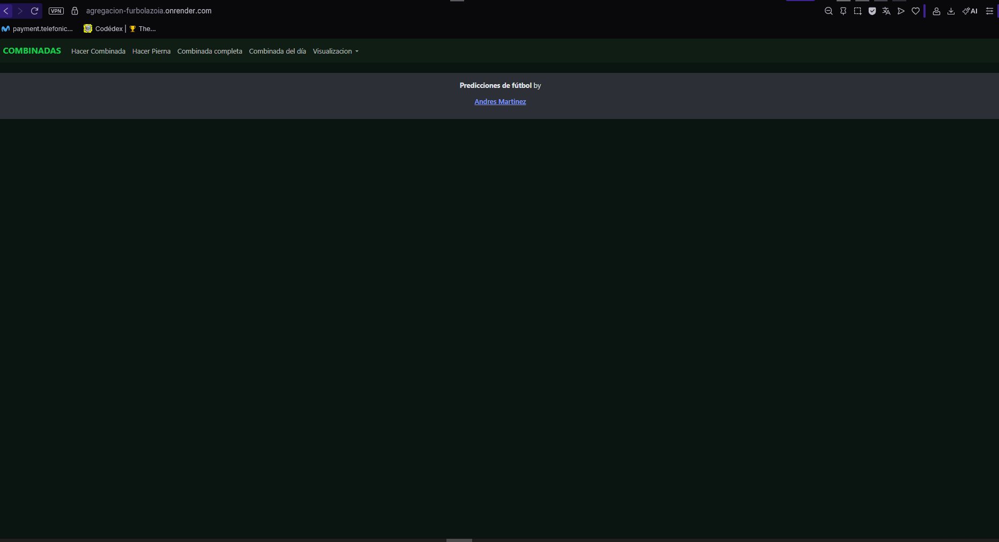 VPN agregacion-furbolazoia.onrender.com AI
payment.telefonic... Codédex | The...
COMBINADAS Hacer Combinada Hacer Pierna Combinada completa Combinada del día Visualizacion
Predicciones de fútbol by
Andres Martinez